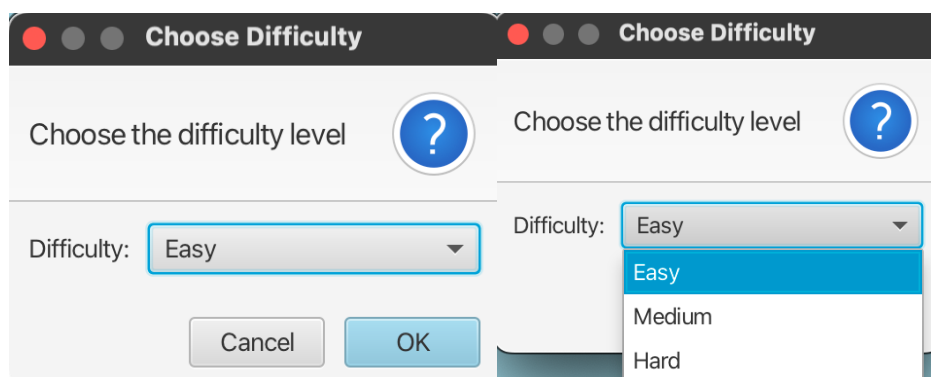 Choose Difficulty
Choose the difficulty level
?
Difficulty: Easy
Cancel OK
Choose Difficulty
Choose the difficulty level
?
Difficulty: Easy
Easy
Medium
Hard